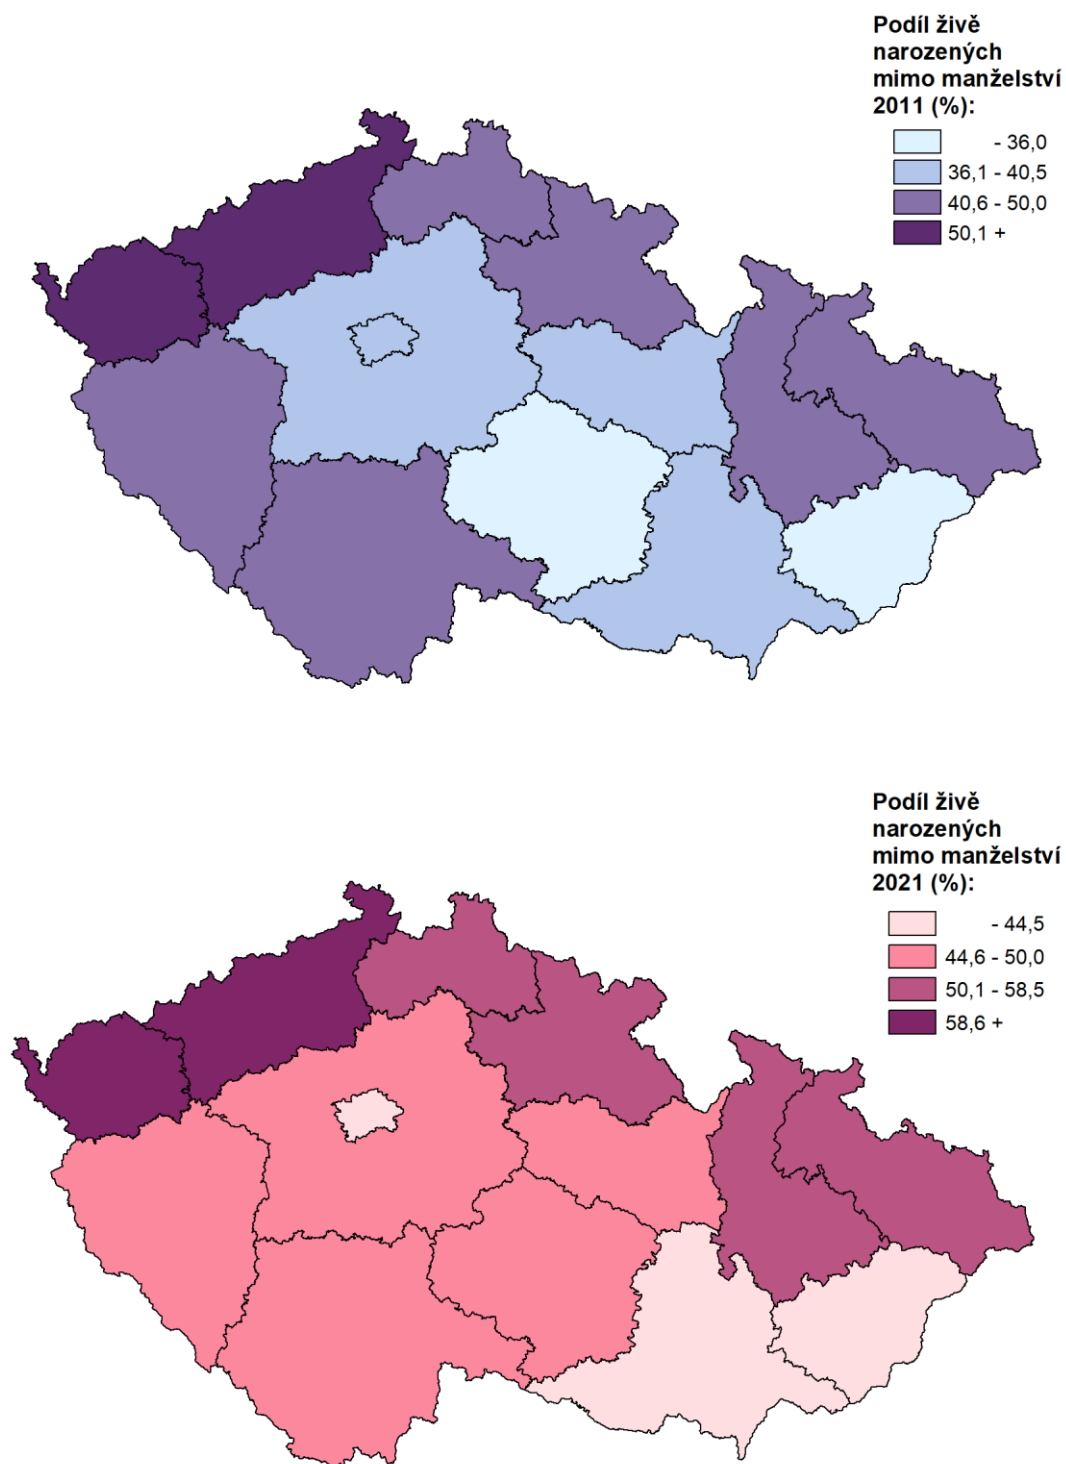 Podíl živě
narozených
mimo manželství
2011 (%):
- 36,0
36,1 - 40,5
40,6 - 50,0
50,1 +
Podíl živě
narozených
mimo manželství
2021 (%):
- 44,5
44,6 - 50,0
50,1 - 58,5
58,6 +